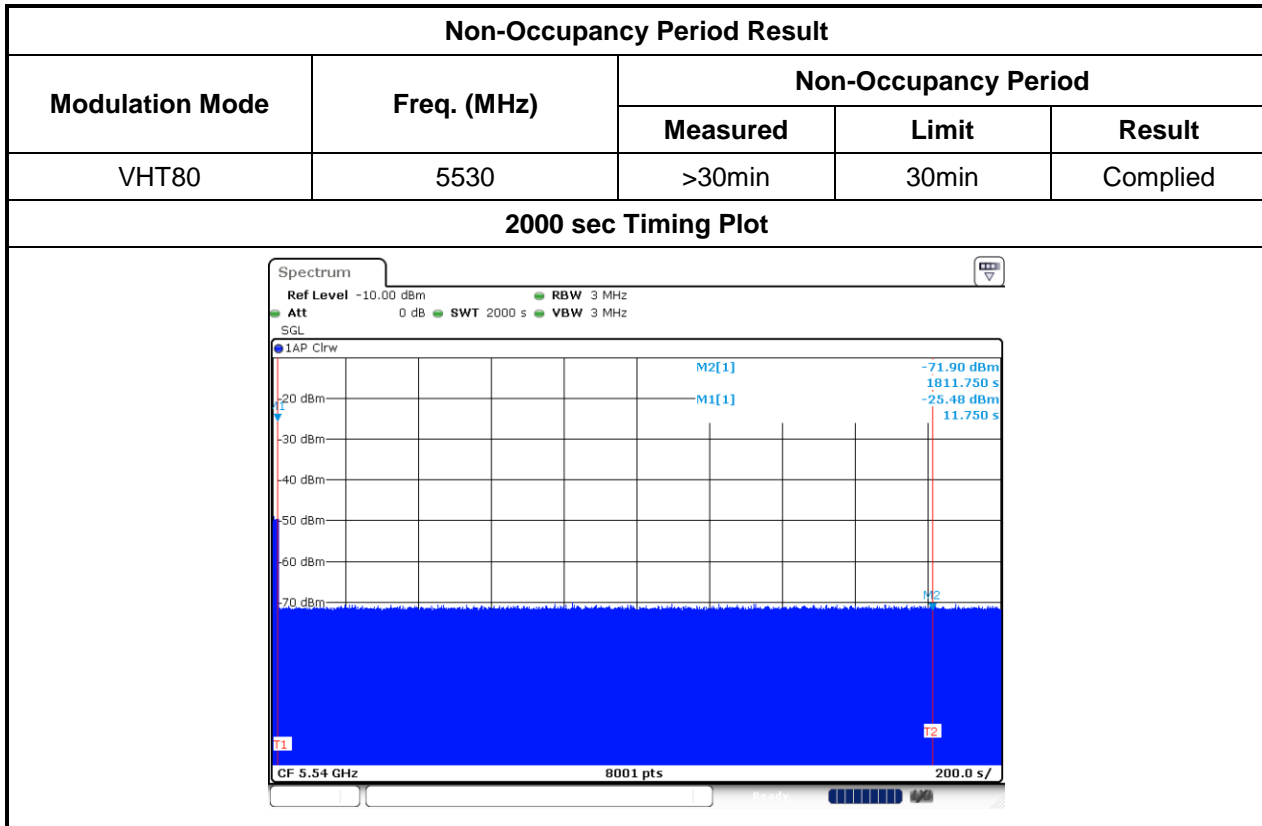 Non-Occupancy Period Result
Modulation Mode
Freq. (MHz)
Non-Occupancy Period
Measured
Limit
Result
VHT80
5530
>30min
30min
Complied
2000 sec Timing Plot
Spectrum
Ref Level -10.00 dBm
RBW 3 MHz
Att
0 dB
SWT 2000 s
VBW 3 MHz
SGL
1AP Clrw
M2[1]
-71.90 dBm
1811.750 s
M1[1]
-25.48 dBm
11.750 s
-20 dBm
M1
-30 dBm
-40 dBm
-50 dBm
-60 dBm
-70 dBm
M2
T1
T2
CF 5.54 GHz
8001 pts
200.0 s/
Ready